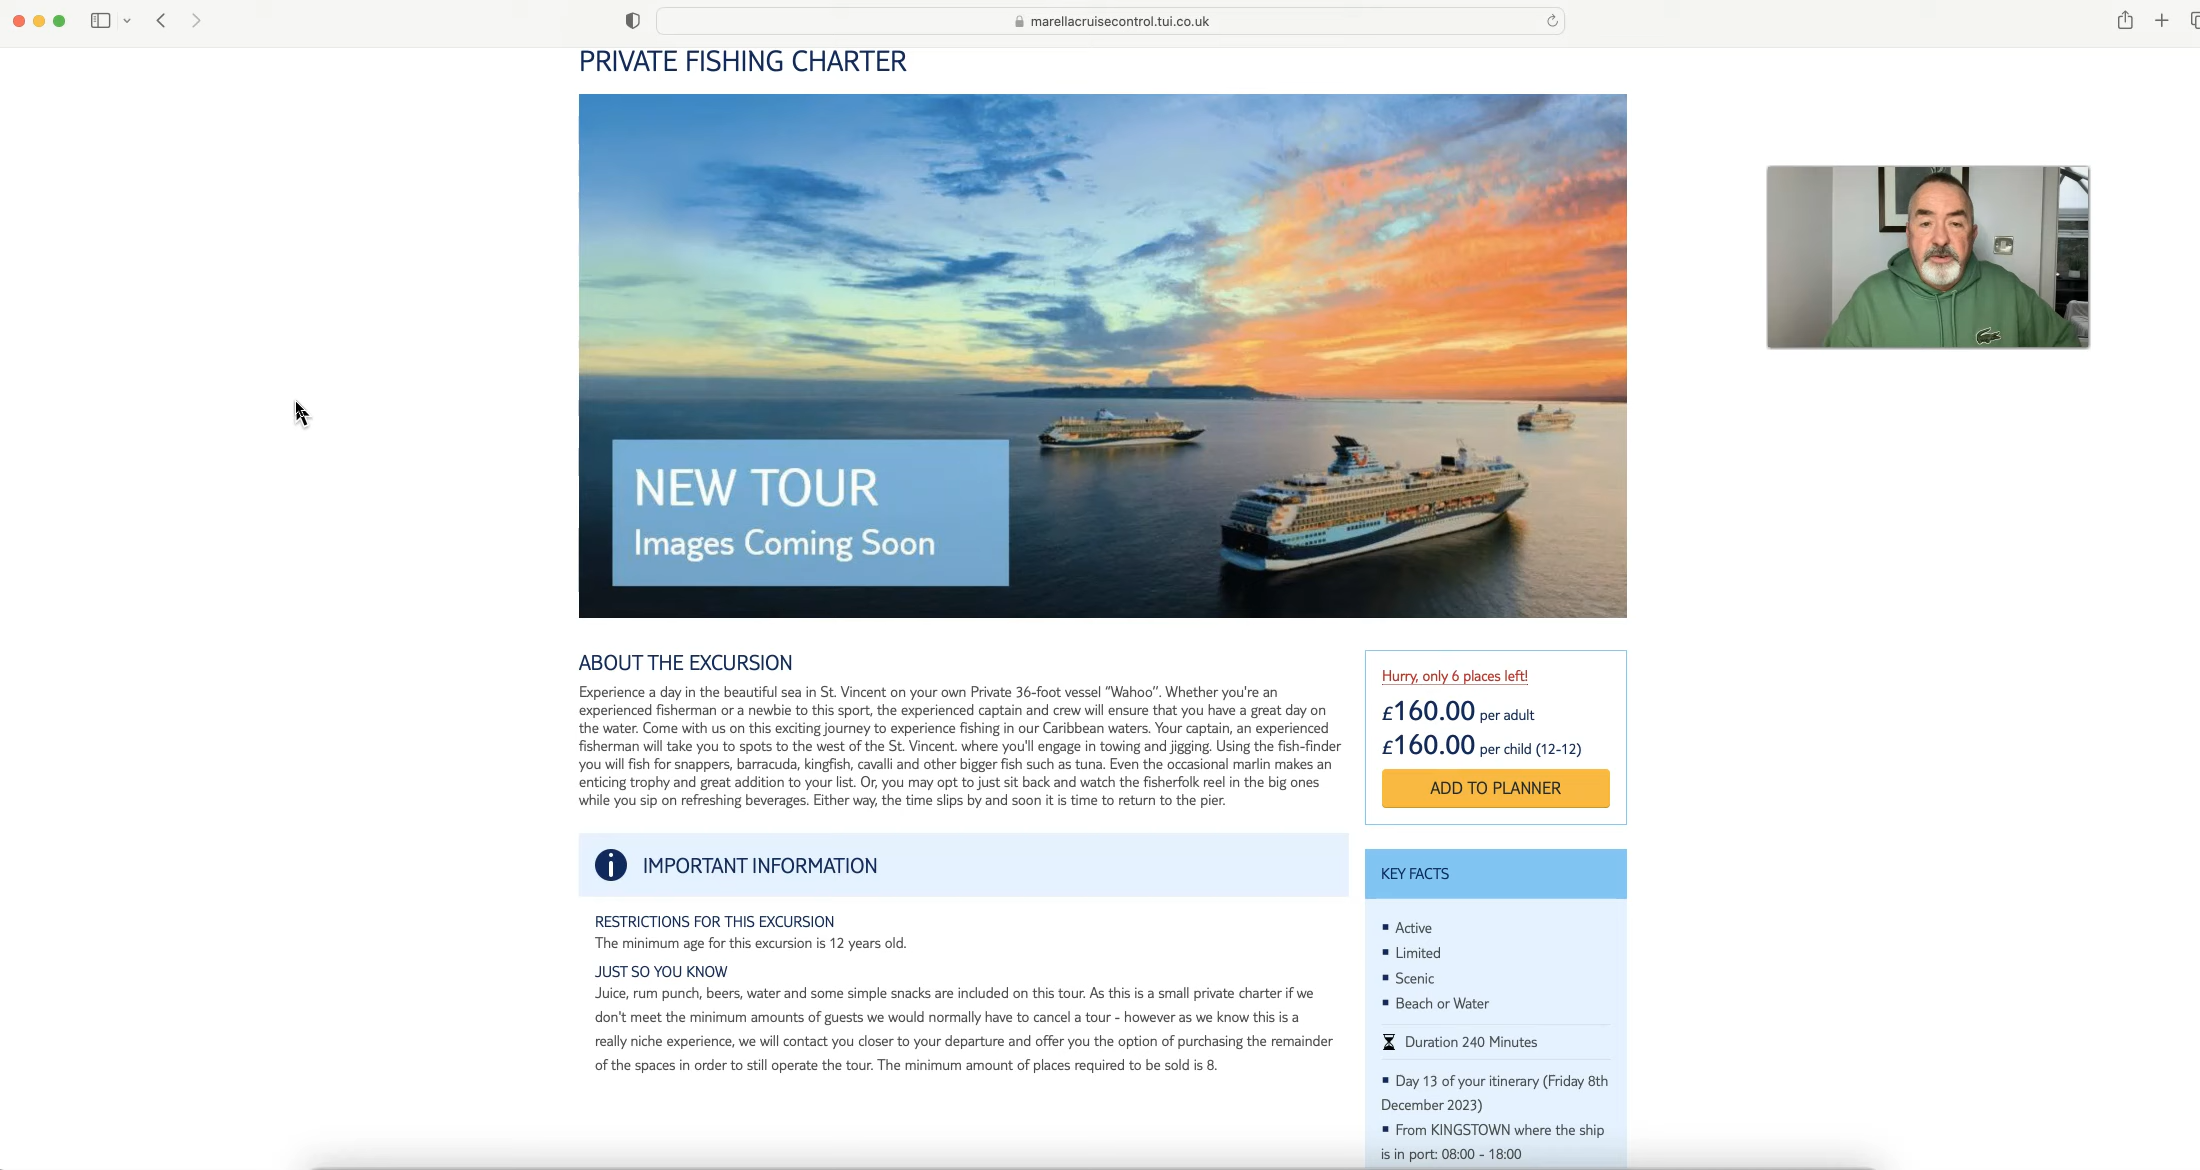 marellacruisecontrol.tui.co.uk
PRIVATE FISHING CHARTER
NEW TOUR
Images Coming Soon
ABOUT THE EXCURSION
Experience a day in the beautiful sea in St. Vincent on your own Private 36-foot vessel “Wahoo”. Whether you're an
experienced fisherman or a newbie to this sport, the experienced captain and crew will ensure that you have a great day on
the water. Come with us on this exciting journey to experience fishing in our Caribbean waters. Your captain, an experienced
fisherman will take you to spots to the west of the St. Vincent. where you'll engage in towing and jigging. Using the fish-finder
you will fish for snappers, barracuda, kingfish, cavalli and other bigger fish such as tuna. Even the occasional marlin makes an
enticing trophy and great addition to your list. Or, you may opt to just sit back and watch the fisherfolk reel in the big ones
while you sip on refreshing beverages. Either way, the time slips by and soon it is time to return to the pier.
IMPORTANT INFORMATION
RESTRICTIONS FOR THIS EXCURSION
The minimum age for this excursion is 12 years old.
JUST SO YOU KNOW
Juice, rum punch, beers, water and some simple snacks are included on this tour. As this is a small private charter if we
don't meet the minimum amounts of guests we would normally have to cancel a tour - however as we know this is a
really niche experience, we will contact you closer to your departure and offer you the option of purchasing the remainder
of the spaces in order to still operate the tour. The minimum amount of places required to be sold is 8.
Hurry, only 6 places left!
£160.00 per adult
£160.00 per child (12-12)
ADD TO PLANNER
KEY FACTS
Active
Limited
Scenic
Beach or Water
Duration 240 Minutes
Day 13 of your itinerary (Friday 8th
December 2023)
From KINGSTOWN where the ship
is in port: 08:00 - 18:00